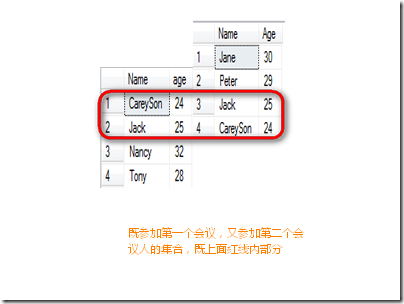 Name Age
1 Jane 30
2 Peter 29
3 Jack 25
4 CareySon 24
Name age
1 CareySon 24
2 Jack 25
3 Nancy 32
4 Tony 28
既参加第一个会议，又参加第二个会
议人的集合，既上面红线内部分